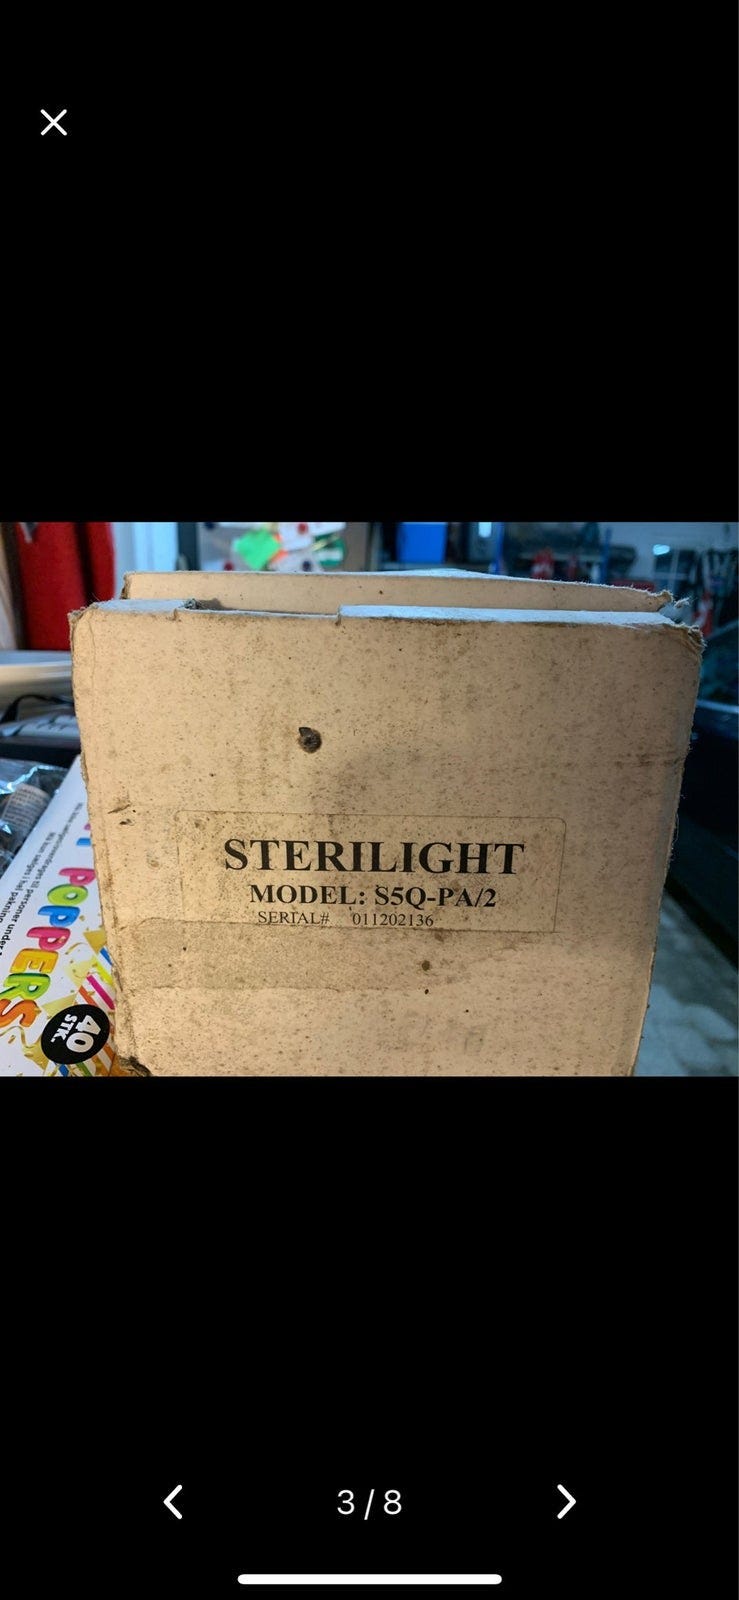 STERILIGHT
MODEL: S5Q-PA/2
SERIAL# 011202136
POPPERS
40
STK.
3 / 8